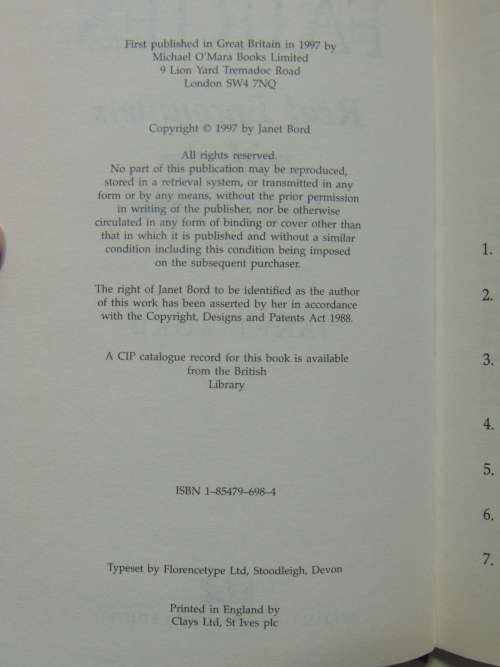 First published in Great Britain in 1997 by
Michael O'Mara Books Limited
9 Lion Yard Tremadoc Road
London SW4 7NQ
Copyright © 1997 by Janet Bord
All rights reserved.
No part of this publication may be reproduced,
stored in a retrieval system, or transmitted in any
form or by any means, without the prior permission
in writing of the publisher, nor be otherwise
circulated in any form of binding or cover other than
that in which it is published and without a similar
condition including this condition being imposed
on the subsequent purchaser.
The right of Janet Bord to be identified as the author
of this work has been asserted by her in accordance
with the Copyright, Designs and Patents Act 1988.
A CIP catalogue record for this book is available
from the British
Library
ISBN 1–85479–698–4
Typeset by Florencetype Ltd, Stoodleigh, Devon
Printed in England by
Clays Ltd, St Ives plc
1.
2.
3.
4.
5.
6.
7.